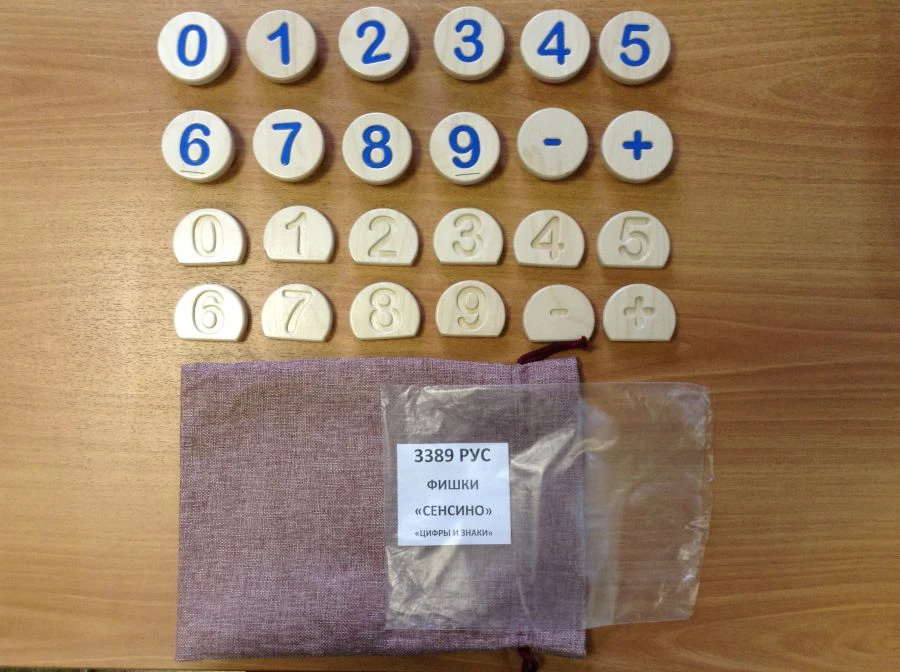 0 1 2 3 4 5
6 7 8 9 - +
0 1 2 3 4 5
6 7 8 9 - +
3389 РУС
ФИШКИ
«СЕНСИНО»
«ЦИФРЫ И ЗНАКИ»